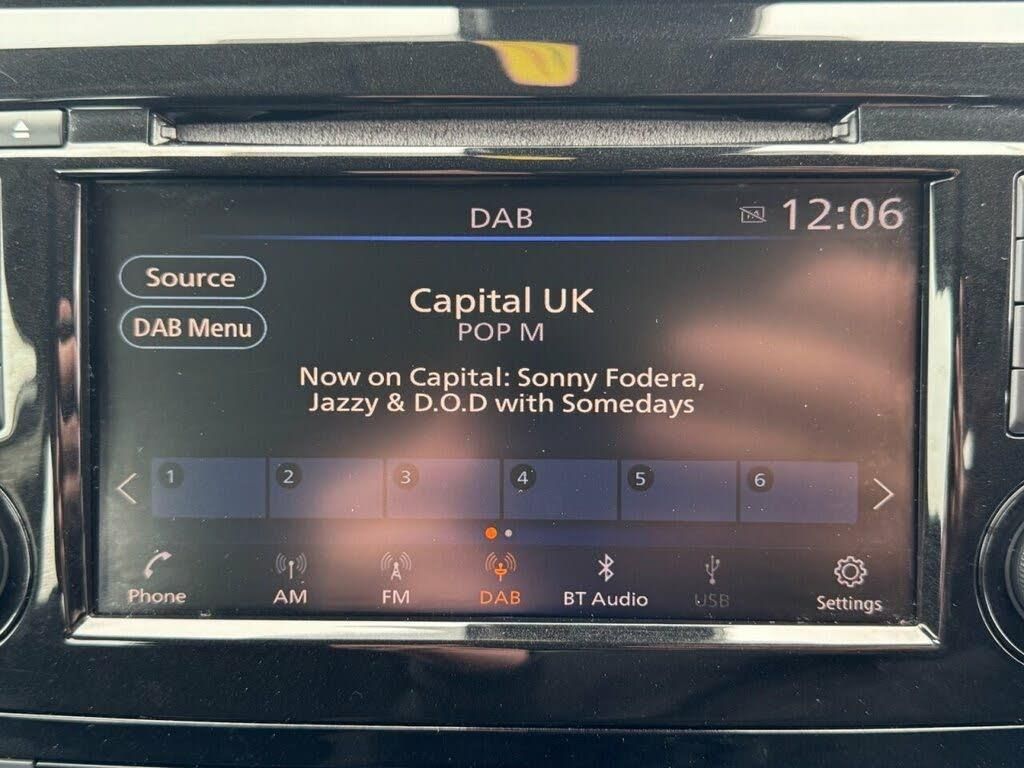 DAB
TA 12:06
Source
Capital UK
DAB Menu
POP M
Now on Capital: Sonny Fodera,
Jazzy & D.O.D with Somedays
1 2 3 4 5 6
Phone AM FM DAB BT Audio USB Settings